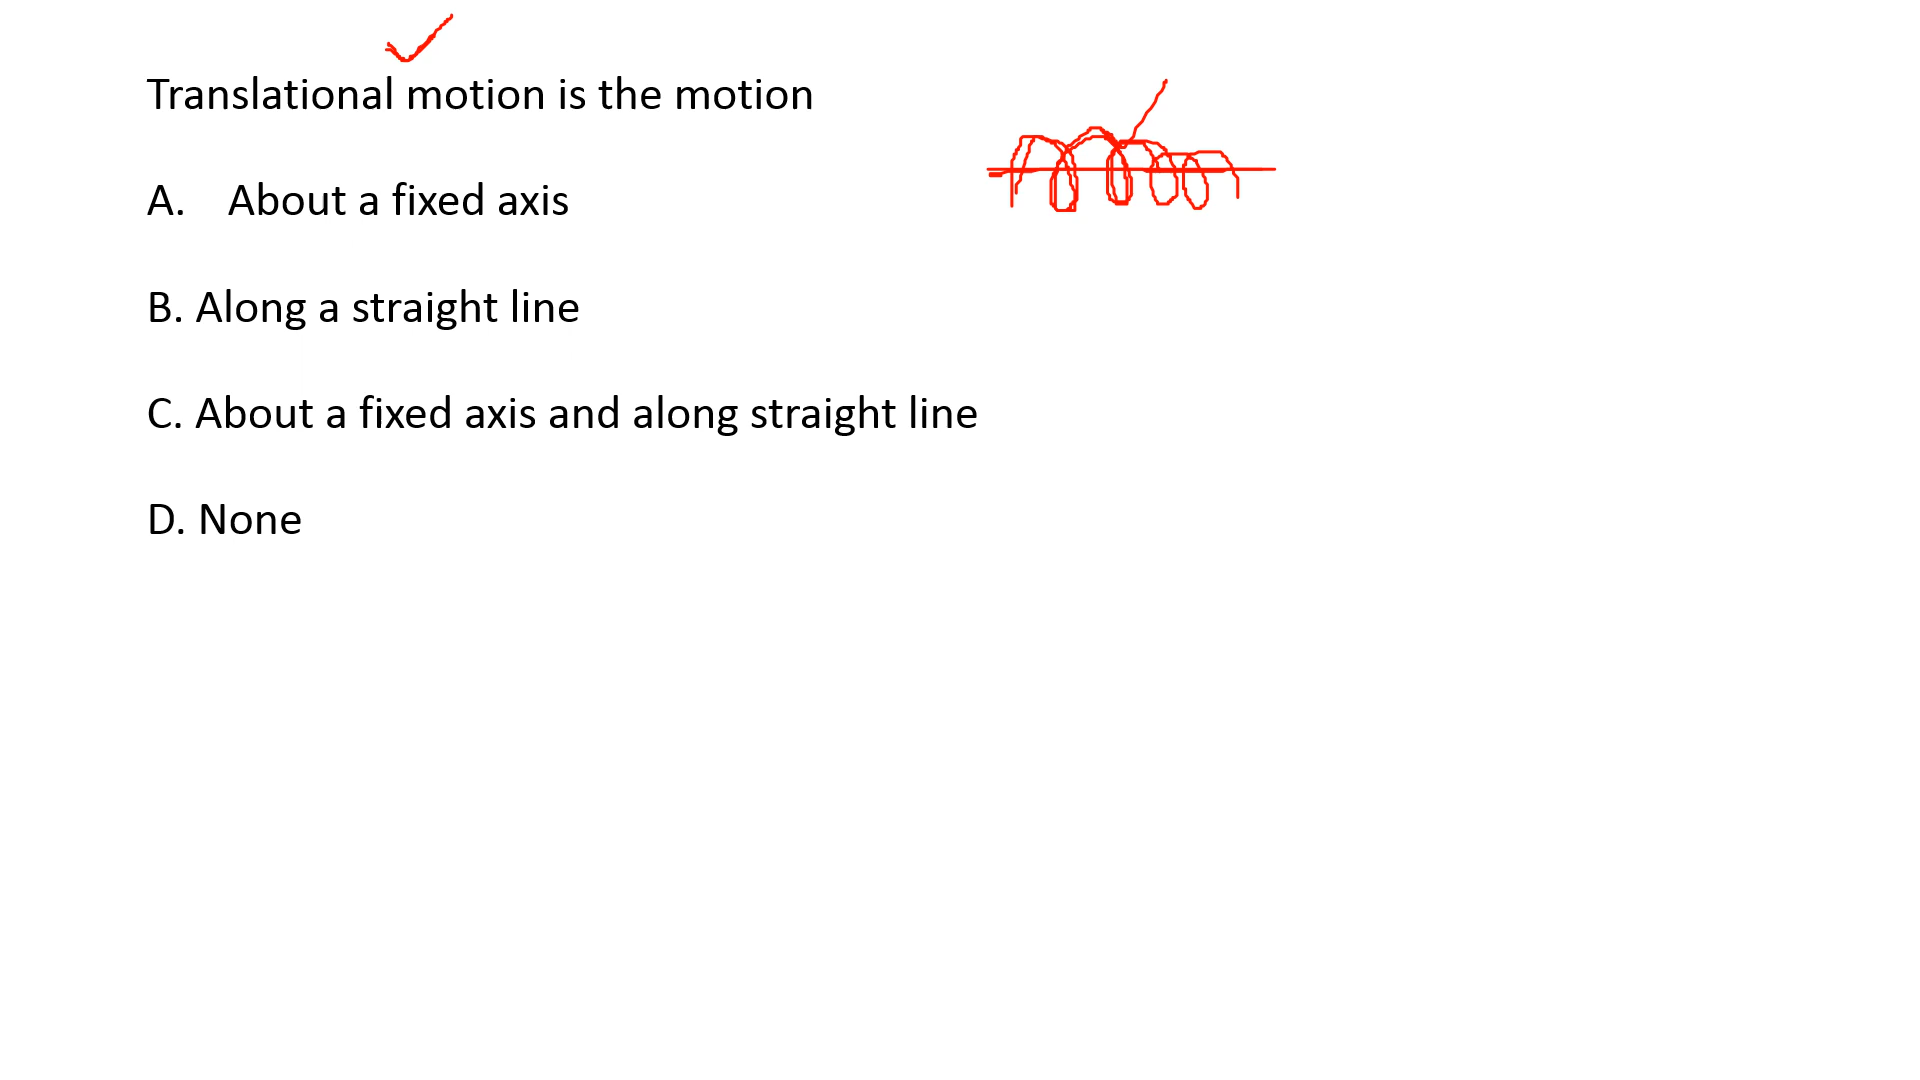 Translational motion is the motion
A. About a fixed axis
B. Along a straight line
C. About a fixed axis and along straight line
D. None